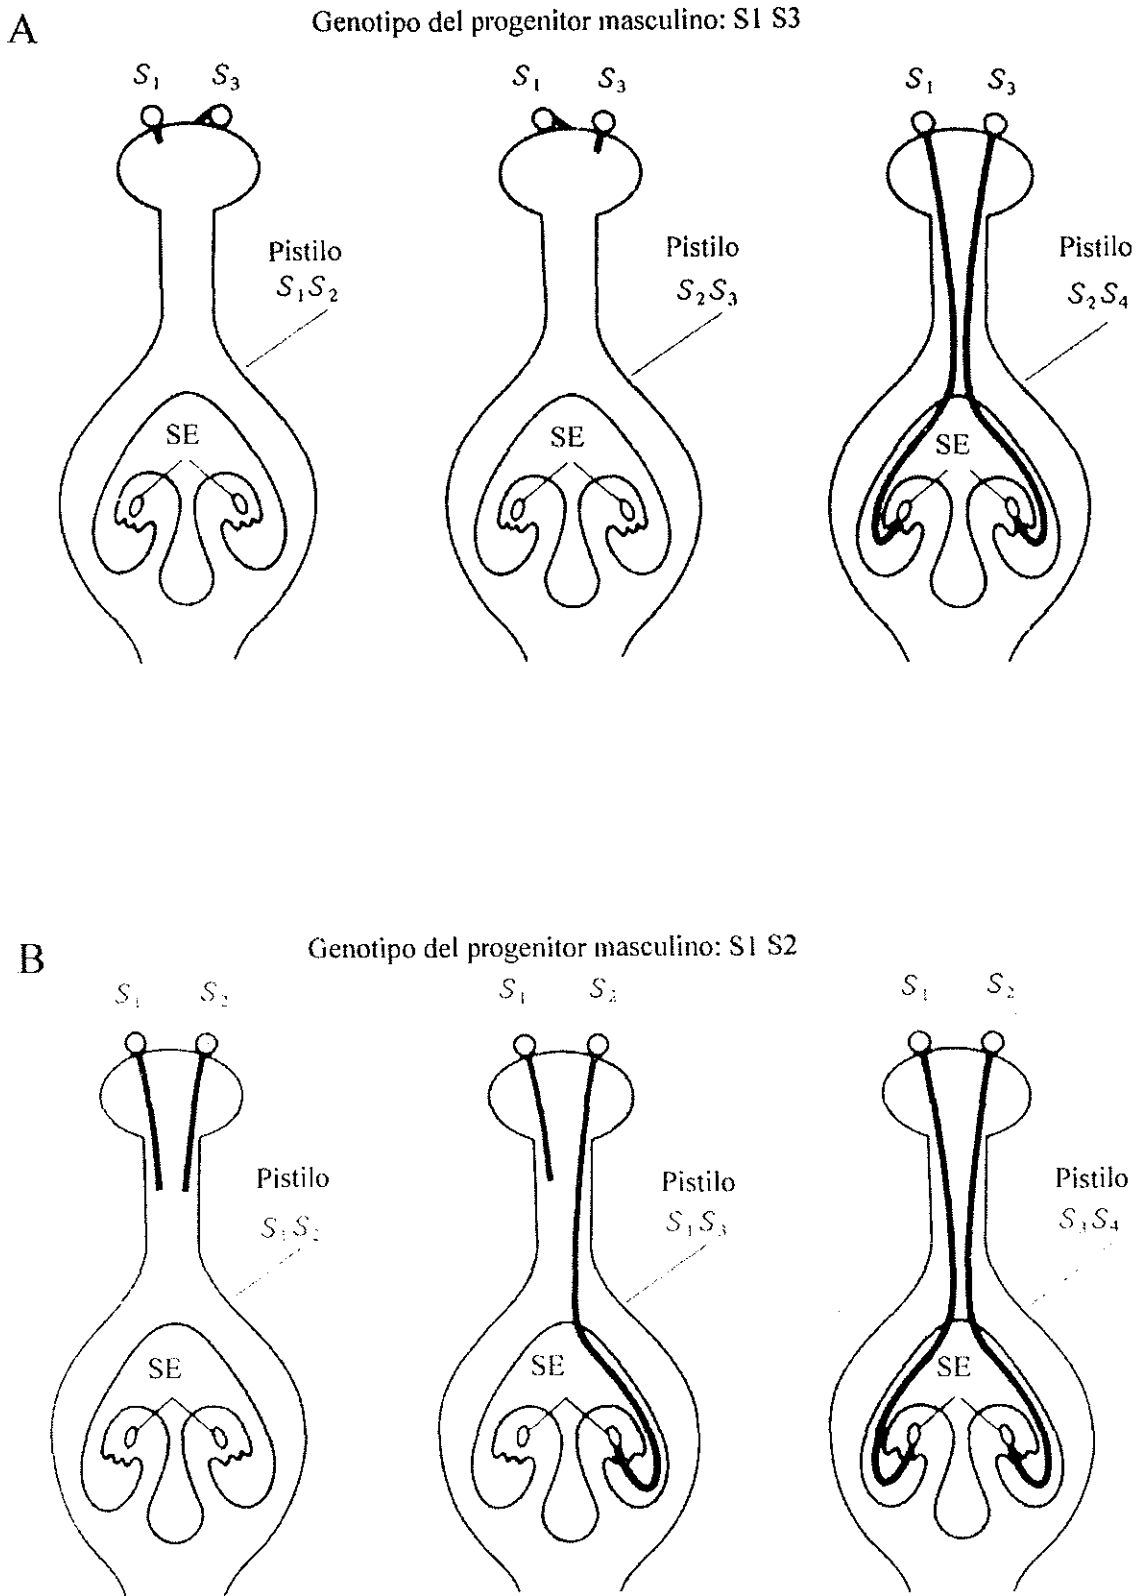 A
Genotipo del progenitor masculino: S1 S3
S₁ S₃ S₁ S₃ S₁ S₃
Pistilo Pistilo Pistilo
S₁S₂ S₂S₃ S₂S₄
SE SE SE
B
Genotipo del progenitor masculino: S1 S2
S₁ S₂ S₁ S₂ S₁ S₂
Pistilo Pistilo Pistilo
S₁S₂ S₁S₃ S₃S₄
SE SE SE